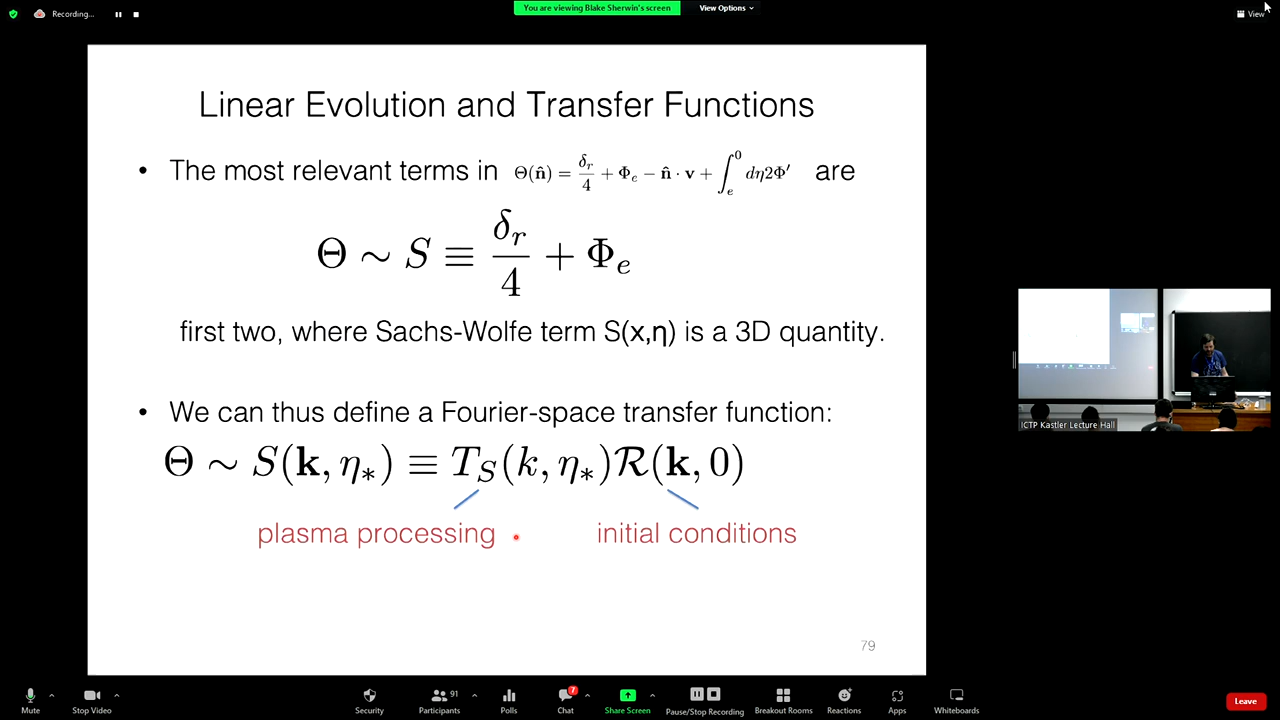 Recording...
You are viewing Blake Sherwin's screen
View Options
View
Linear Evolution and Transfer Functions
• The most relevant terms in Θ(n̂) = δ_r/4 + Φ_e − n̂ · v + ∫_e^0 dη2Φ′ are
Θ ∼ S ≡ δ_r/4 + Φ_e
first two, where Sachs-Wolfe term S(x,η) is a 3D quantity.
• We can thus define a Fourier-space transfer function:
Θ ∼ S(k, η_*) ≡ T_S(k, η_*)R(k, 0)
plasma processing
initial conditions
79
ICTP Kastler Lecture Hall
Mute
Stop Video
Security
Participants 91
Polls
Chat 7
Share Screen
Pause/Stop Recording
Breakout Rooms
Reactions
Apps
Whiteboards
Leave